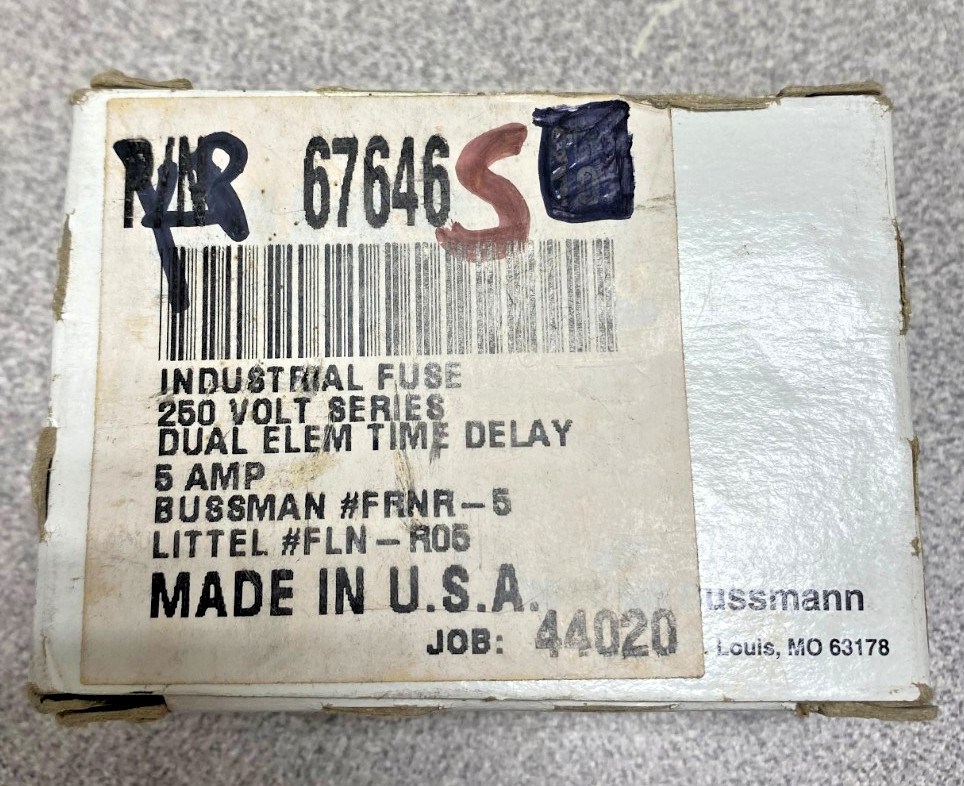 P/N 67646 S
INDUSTRIAL FUSE
250 VOLT SERIES
DUAL ELEM TIME DELAY
5 AMP
BUSSMAN #FRNR-5
LITTEL #FLN-R05
MADE IN U.S.A.
JOB: 44020
ussmann
. Louis, MO 63178